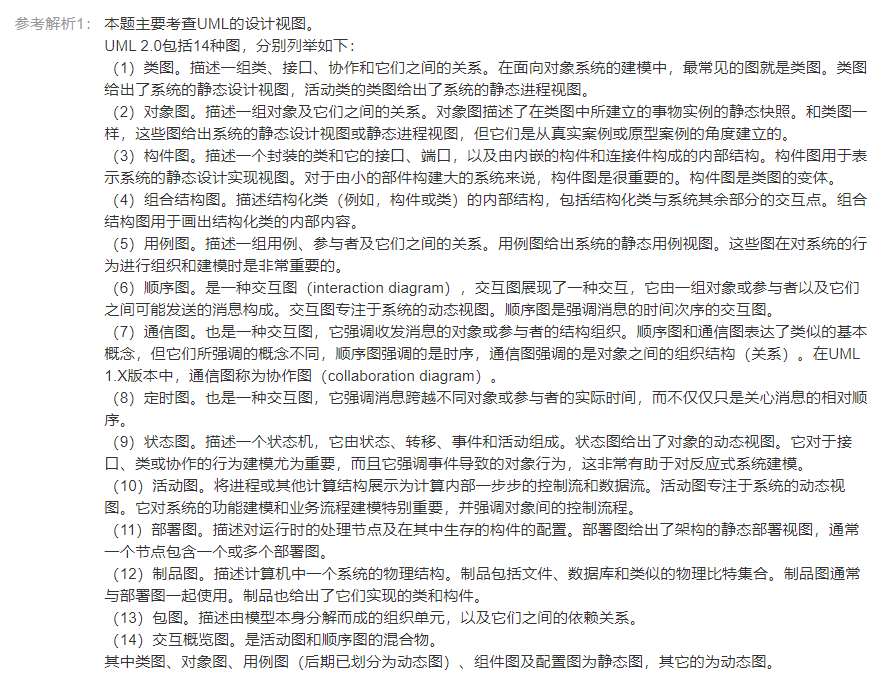 参考解析1： 本题主要考查UML的设计视图。
UML 2.0包括14种图，分别列举如下：
（1）类图。描述一组类、接口、协作和它们之间的关系。在面向对象系统的建模中，最常见的图就是类图。类图
给出了系统的静态设计视图，活动类的类图给出了系统的静态进程视图。
（2）对象图。描述一组对象及它们之间的关系。对象图描述了在类图中所建立的事物实例的静态快照。和类图一
样，这些图给出系统的静态设计视图或静态进程视图，但它们是从真实案例或原型案例的角度建立的。
（3）构件图。描述一个封装的类和它的接口、端口，以及由内嵌的构件和连接件构成的内部结构。构件图用于表
示系统的静态设计实现视图。对于由小的部件构建大的系统来说，构件图是很重要的。构件图是类图的变体。
（4）组合结构图。描述结构化类（例如，构件或类）的内部结构，包括结构化类与系统其余部分的交互点。组合
结构图用于画出结构化类的内部内容。
（5）用例图。描述一组用例、参与者及它们之间的关系。用例图给出系统的静态用例视图。这些图在对系统的行
为进行组织和建模时是非常重要的。
（6）顺序图。是一种交互图（interaction diagram），交互图展现了一种交互，它由一组对象或参与者以及它们
之间可能发送的消息构成。交互图专注于系统的动态视图。顺序图是强调消息的时间次序的交互图。
（7）通信图。也是一种交互图，它强调收发消息的对象或参与者的结构组织。顺序图和通信图表达了类似的基本
概念，但它们所强调的概念不同，顺序图强调的是时序，通信图强调的是对象之间的组织结构（关系）。在UML
1.X版本中，通信图称为协作图（collaboration diagram）。
（8）定时图。也是一种交互图，它强调消息跨越不同对象或参与者的实际时间，而不仅仅只是关心消息的相对顺
序。
（9）状态图。描述一个状态机，它由状态、转移、事件和活动组成。状态图给出了对象的动态视图。它对于接
口、类或协作的行为建模尤为重要，而且它强调事件导致的对象行为，这非常有助于对反应式系统建模。
（10）活动图。将进程或其他计算结构展示为计算内部一步步的控制流和数据流。活动图专注于系统的动态视
图。它对系统的功能建模和业务流程建模特别重要，并强调对象间的控制流程。
（11）部署图。描述对运行时的处理节点及在其中生存的构件的配置。部署图给出了架构的静态部署视图，通常
一个节点包含一个或多个部署图。
（12）制品图。描述计算机中一个系统的物理结构。制品包括文件、数据库和类似的物理比特集合。制品图通常
与部署图一起使用。制品也给出了它们实现的类和构件。
（13）包图。描述由模型本身分解而成的组织单元，以及它们之间的依赖关系。
（14）交互概览图。是活动图和顺序图的混合物。
其中类图、对象图、用例图（后期已划分为动态图）、组件图及配置图为静态图，其它的为动态图。